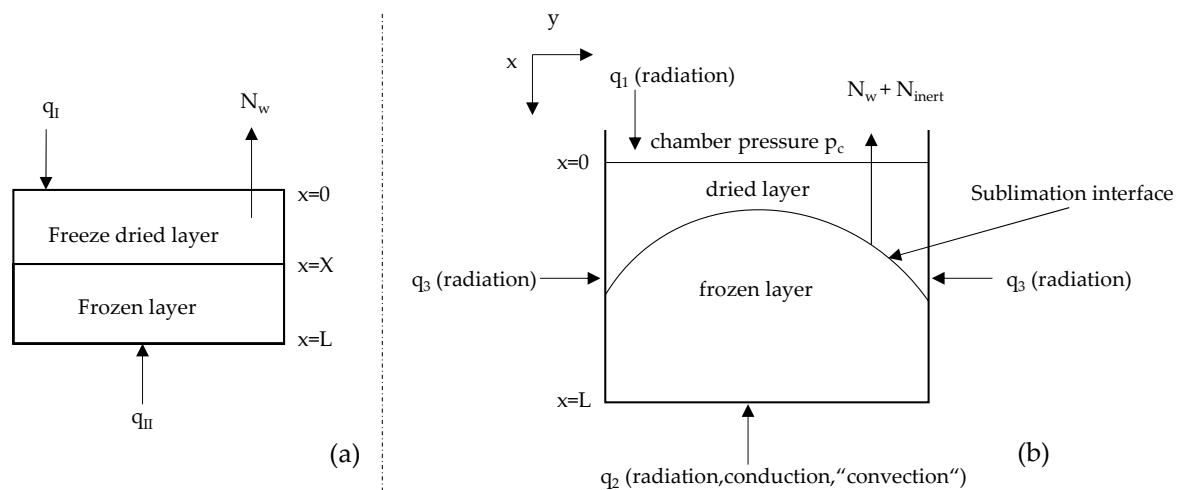 q_I
N_w
x=0
Freeze dried layer
x=X
Frozen layer
x=L
q_II
(a)
y
x
q_1 (radiation)
N_w + N_inert
chamber pressure p_c
x=0
dried layer
Sublimation interface
q_3 (radiation)
frozen layer
q_3 (radiation)
x=L
q_2 (radiation,conduction,“convection“)
(b)